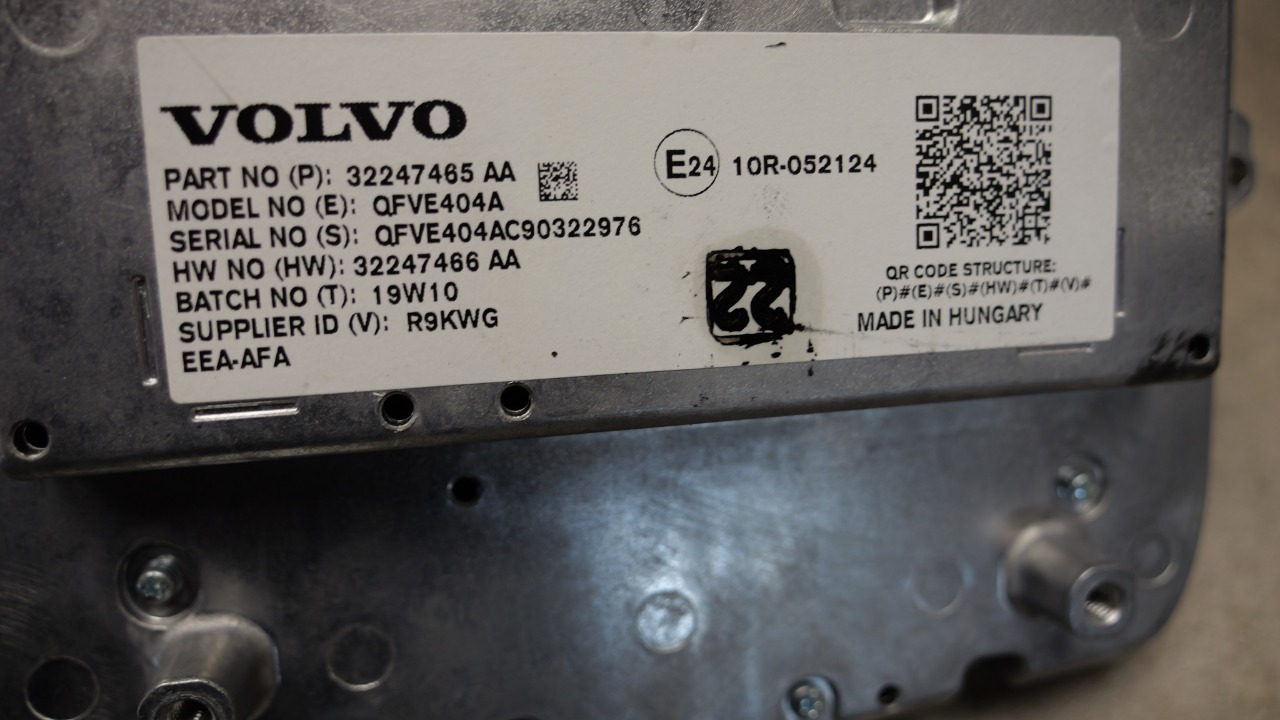 VOLVO
PART NO (P): 32247465 AA
MODEL NO (E): QFVE404A
SERIAL NO (S): QFVE404AC90322976
HW NO (HW): 32247466 AA
BATCH NO (T): 19W10
SUPPLIER ID (V): R9KWG
EEA-AFA
E24 10R-052124
22
QR CODE STRUCTURE:
(P)#(E)#(S)#(HW)#(T)#(V)#
MADE IN HUNGARY